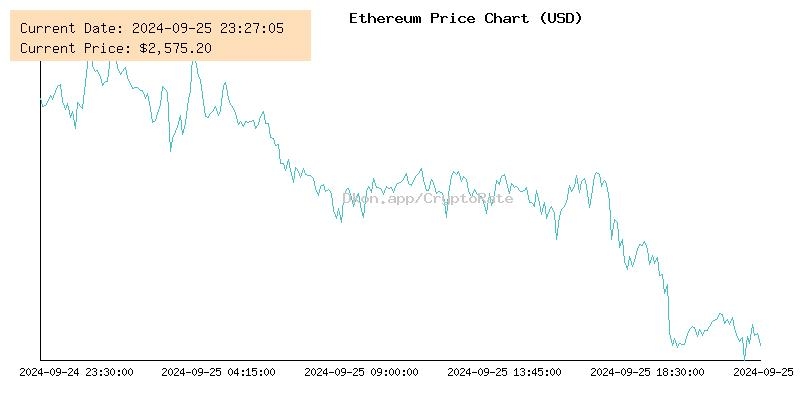 Ethereum Price Chart (USD)
Current Date: 2024-09-25 23:27:05
Current Price: $2,575.20
Dkon.app/CryptoRate
2024-09-24 23:30:00
2024-09-25 04:15:00
2024-09-25 09:00:00
2024-09-25 13:45:00
2024-09-25 18:30:00
2024-09-25